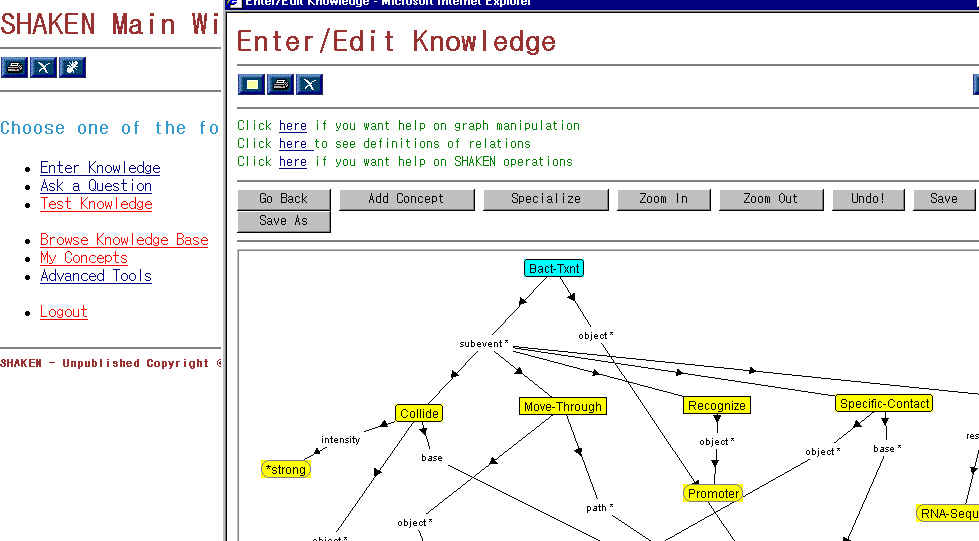 SHAKEN Main Wi
Choose one of the fo
Enter Knowledge
Ask a Question
Test Knowledge
Browse Knowledge Base
My Concepts
Advanced Tools
Logout
SHAKEN - Unpublished Copyright ©
Enter/Edit Knowledge - Microsoft Internet Explorer
Enter/Edit Knowledge
Click here if you want help on graph manipulation
Click here to see definitions of relations
Click here if you want help on SHAKEN operations
Go Back Add Concept Specialize Zoom In Zoom Out Undo! Save
Save As
Bact-Txnt
object*
subevent*
Collide Move-Through Recognize Specific-Contact
intensity base object* object* base* res
*strong
Promoter
path*
RNA-Sequ
object*
object*